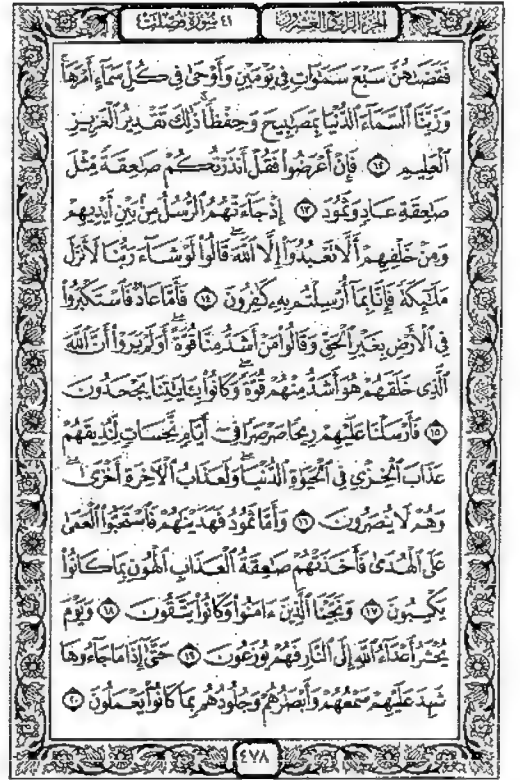 الجزء الرابع والعشرون
٤١ سورة فصلت
فَقَضَىٰهُنَّ سَبْعَ سَمَٰوَاتٍ فِي يَوْمَيْنِ وَأَوْحَىٰ فِي كُلِّ سَمَآءٍ أَمْرَهَاۚ
وَزَيَّنَّا ٱلسَّمَآءَ ٱلدُّنْيَا بِمَصَٰبِيحَ وَحِفْظًاۚ ذَٰلِكَ تَقْدِيرُ ٱلْعَزِيزِ
ٱلْعَلِيمِ ١٢ فَإِنْ أَعْرَضُوا۟ فَقُلْ أَنذَرْتُكُمْ صَٰعِقَةً مِّثْلَ
صَٰعِقَةِ عَادٍ وَثَمُودَ ١٣ إِذْ جَآءَتْهُمُ ٱلرُّسُلُ مِنۢ بَيْنِ أَيْدِيهِمْ
وَمِنْ خَلْفِهِمْ أَلَّا تَعْبُدُوٓا۟ إِلَّا ٱللَّهَۖ قَالُوا۟ لَوْ شَآءَ رَبُّنَا لَأَنزَلَ
مَلَٰٓئِكَةً فَإِنَّا بِمَآ أُرْسِلْتُم بِهِۦ كَٰفِرُونَ ١٤ فَأَمَّا عَادٌ فَٱسْتَكْبَرُوا۟
فِي ٱلْأَرْضِ بِغَيْرِ ٱلْحَقِّ وَقَالُوا۟ مَنْ أَشَدُّ مِنَّا قُوَّةًۖ أَوَلَمْ يَرَوْا۟ أَنَّ ٱللَّهَ
ٱلَّذِي خَلَقَهُمْ هُوَ أَشَدُّ مِنْهُمْ قُوَّةًۖ وَكَانُوا۟ بِـَٔايَٰتِنَا يَجْحَدُونَ
١٥ فَأَرْسَلْنَا عَلَيْهِمْ رِيحًا صَرْصَرًا فِيٓ أَيَّامٍ نَّحِسَاتٍ لِّنُذِيقَهُمْ
عَذَابَ ٱلْخِزْيِ فِي ٱلْحَيَوٰةِ ٱلدُّنْيَاۖ وَلَعَذَابُ ٱلْءَاخِرَةِ أَخْزَىٰۖ
وَهُمْ لَا يُنصَرُونَ ١٦ وَأَمَّا ثَمُودُ فَهَدَيْنَٰهُمْ فَٱسْتَحَبُّوا۟ ٱلْعَمَىٰ
عَلَى ٱلْهُدَىٰ فَأَخَذَتْهُمْ صَٰعِقَةُ ٱلْعَذَابِ ٱلْهُونِ بِمَا كَانُوا۟
يَكْسِبُونَ ١٧ وَنَجَّيْنَا ٱلَّذِينَ ءَامَنُوا۟ وَكَانُوا۟ يَتَّقُونَ ١٨ وَيَوْمَ
يُحْشَرُ أَعْدَآءُ ٱللَّهِ إِلَى ٱلنَّارِ فَهُمْ يُوزَعُونَ ١٩ حَتَّىٰٓ إِذَا مَا جَآءُوهَا
شَهِدَ عَلَيْهِمْ سَمْعُهُمْ وَأَبْصَٰرُهُمْ وَجُلُودُهُم بِمَا كَانُوا۟ يَعْمَلُونَ ٢٠
٤٧٨